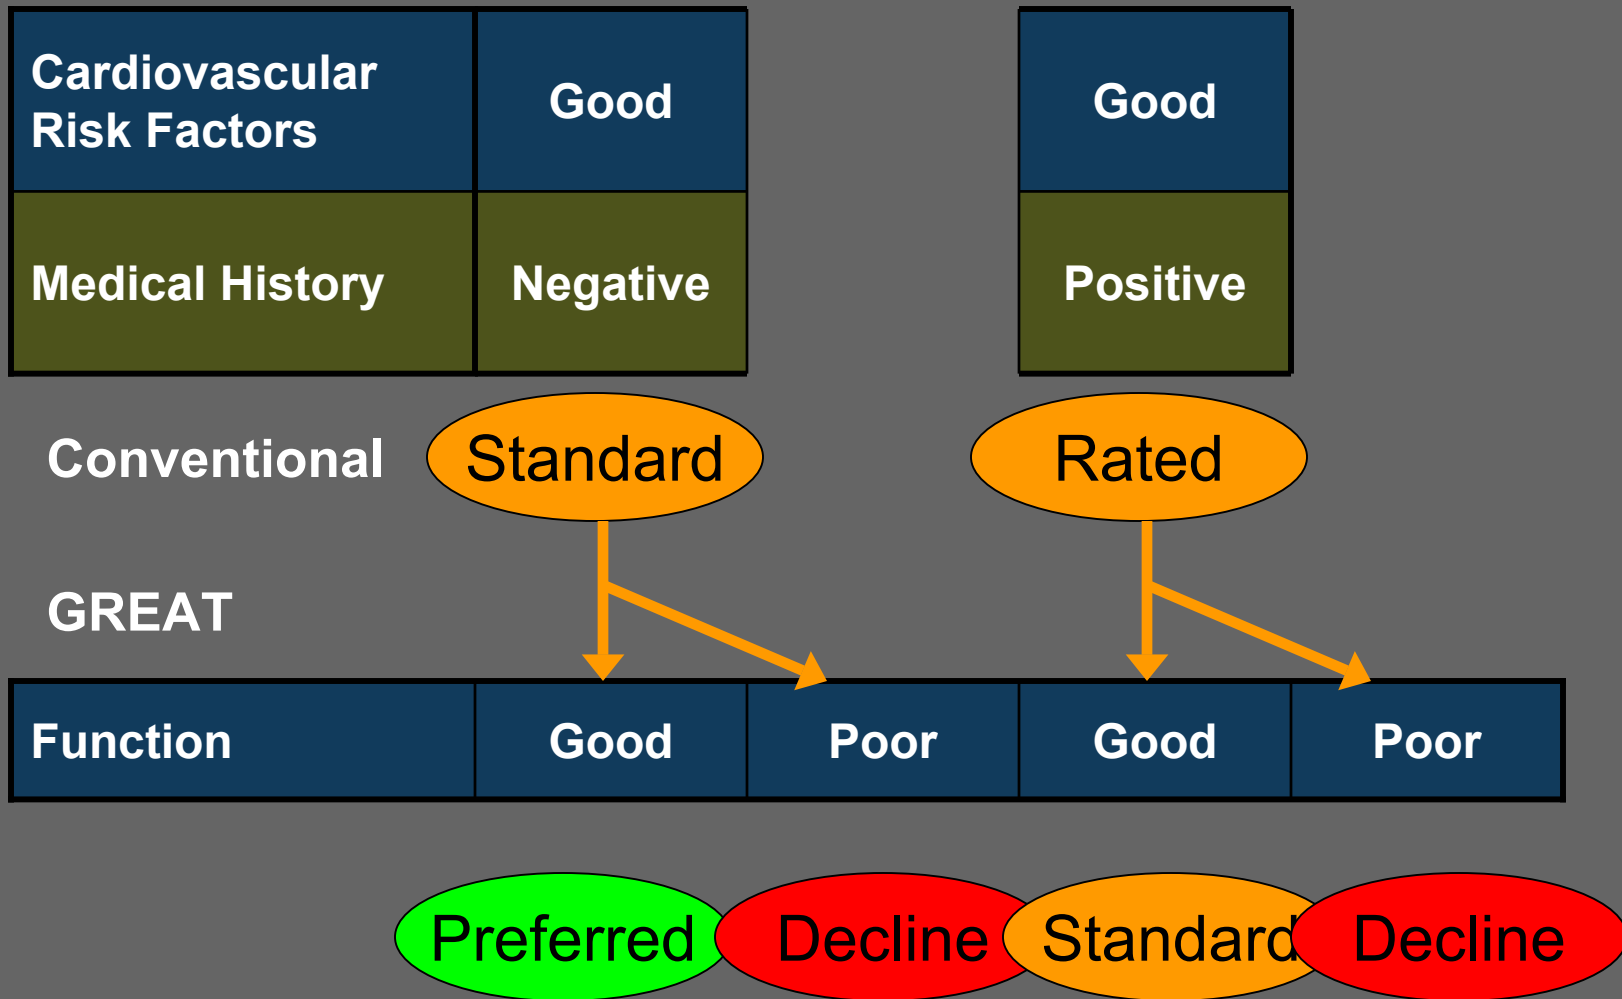 Cardiovascular
Risk Factors
Good
Good
Medical History
Negative
Positive
Conventional
Standard
Rated
GREAT
Function
Good
Poor
Good
Poor
Preferred
Decline
Standard
Decline